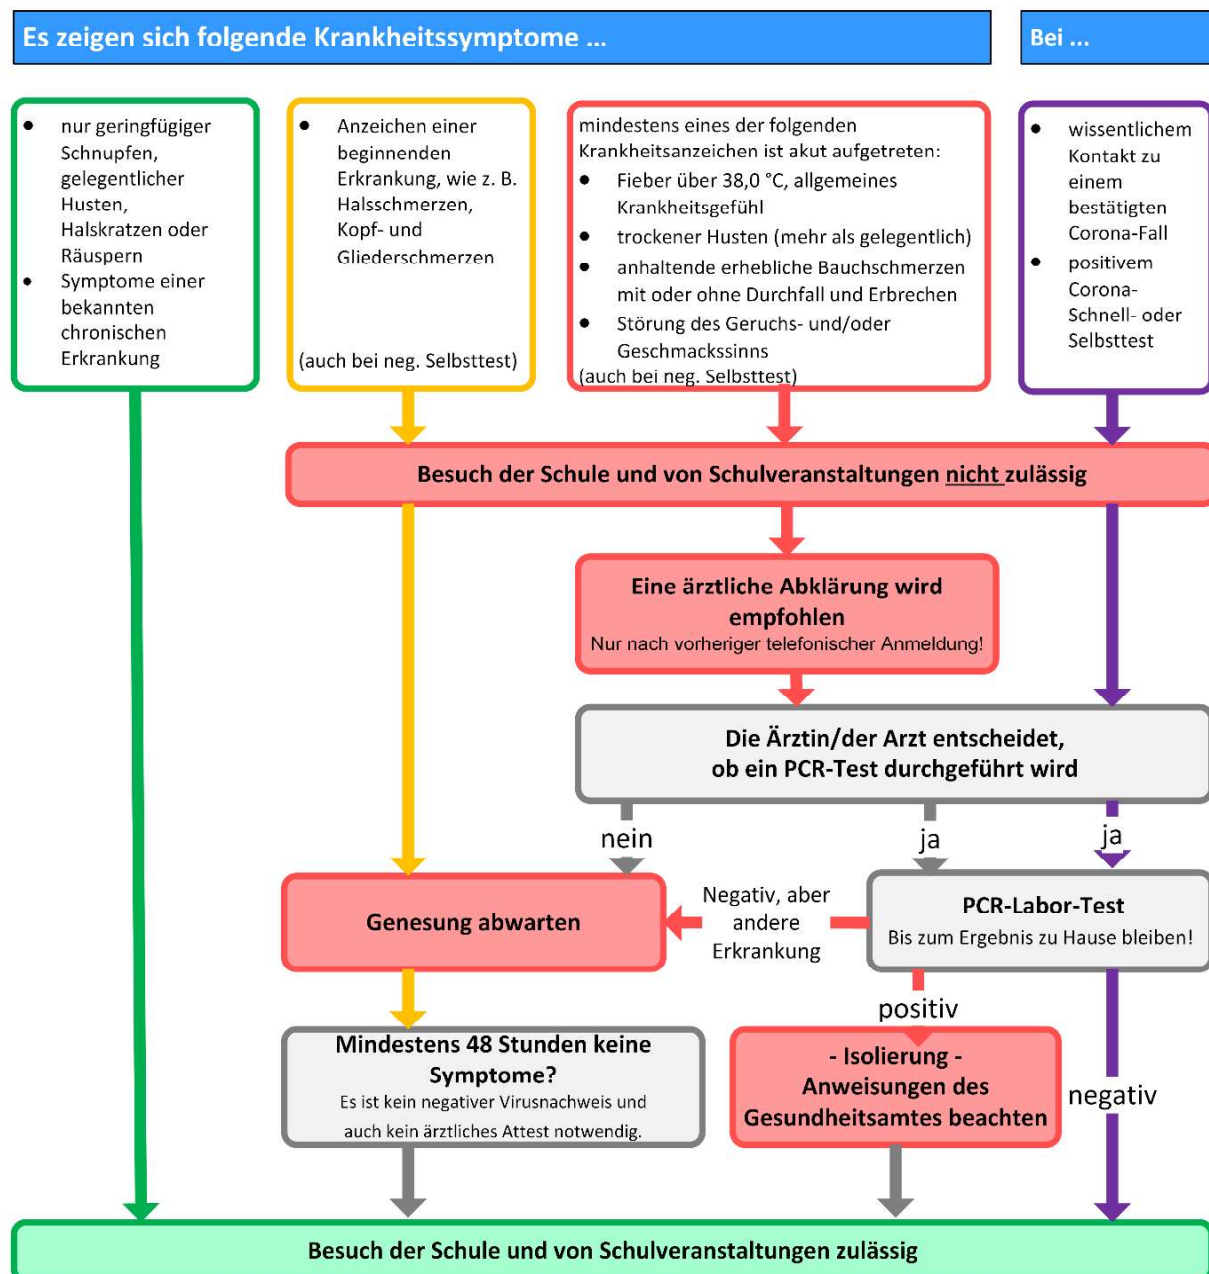 Es zeigen sich folgende Krankheitssymptome ...
Bei ...
● nur geringfügiger
Schnupfen,
gelegentlicher
Husten,
Halskratzen oder
Räuspern
● Symptome einer
bekannten
chronischen
Erkrankung
● Anzeichen einer
beginnenden
Erkrankung, wie z. B.
Halsschmerzen,
Kopf- und
Gliederschmerzen
(auch bei neg. Selbsttest)
mindestens eines der folgenden
Krankheitsanzeichen ist akut aufgetreten:
● Fieber über 38,0 °C, allgemeines
Krankheitsgefühl
● trockener Husten (mehr als gelegentlich)
● anhaltende erhebliche Bauchschmerzen
mit oder ohne Durchfall und Erbrechen
● Störung des Geruchs- und/oder
Geschmackssinns
(auch bei neg. Selbsttest)
● wissentlichem
Kontakt zu
einem
bestätigten
Corona-Fall
● positivem
Corona-
Schnell- oder
Selbsttest
Besuch der Schule und von Schulveranstaltungen nicht zulässig
Eine ärztliche Abklärung wird
empfohlen
Nur nach vorheriger telefonischer Anmeldung!
Die Ärztin/der Arzt entscheidet,
ob ein PCR-Test durchgeführt wird
nein
ja
ja
Genesung abwarten
Negativ, aber
andere
Erkrankung
PCR-Labor-Test
Bis zum Ergebnis zu Hause bleiben!
positiv
Mindestens 48 Stunden keine
Symptome?
Es ist kein negativer Virusnachweis und
auch kein ärztliches Attest notwendig.
- Isolierung -
Anweisungen des
Gesundheitsamtes beachten
negativ
Besuch der Schule und von Schulveranstaltungen zulässig